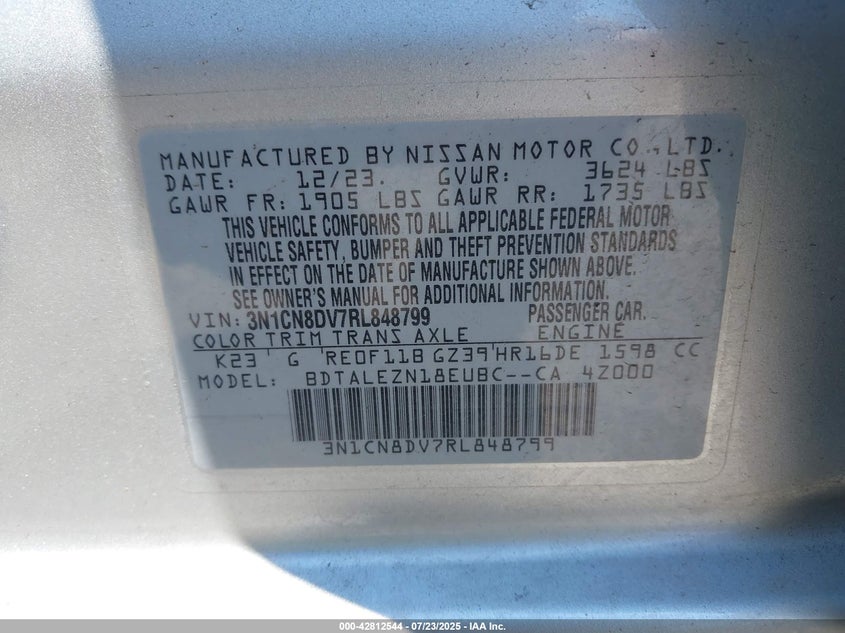 MANUFACTURED BY NISSAN MOTOR CO., LTD.
DATE: 12/23. GVWR: 3624 LBS
GAWR FR: 1905 LBS GAWR RR: 1735 LBS
THIS VEHICLE CONFORMS TO ALL APPLICABLE FEDERAL MOTOR
VEHICLE SAFETY, BUMPER AND THEFT PREVENTION STANDARDS
IN EFFECT ON THE DATE OF MANUFACTURE SHOWN ABOVE.
SEE OWNER'S MANUAL FOR ADDITIONAL INFORMATION.
VIN: 3N1CN8DV7RL848799 PASSENGER CAR.
COLOR TRIM TRANS AXLE ENGINE
K23 G RE0F11B GZ39 HR16DE 1598 CC
MODEL: BDTALEZN18EUBC--CA 4Z000
3N1CN8DV7RL848799
000-42812544 / 07/23/2025 - IAA Inc.